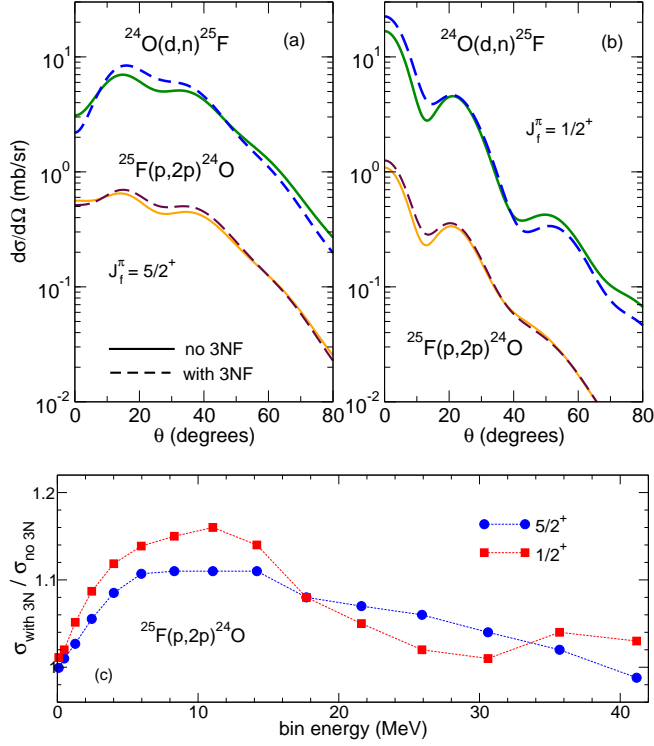 ²⁴O(d,n)²⁵F (a)
²⁵F(p,2p)²⁴O
J_f^π = 5/2⁺
no 3NF
with 3NF
dσ/dΩ (mb/sr)
10¹
10⁰
10⁻¹
10⁻²
0 20 40 60 80
θ (degrees)
²⁴O(d,n)²⁵F (b)
J_f^π = 1/2⁺
²⁵F(p,2p)²⁴O
10¹
10⁰
10⁻¹
10⁻²
0 20 40 60 80
θ (degrees)
σ_with 3N / σ_no 3N
1.2
1.1
1
5/2⁺
1/2⁺
²⁵F(p,2p)²⁴O
(c)
0 10 20 30 40
bin energy (MeV)